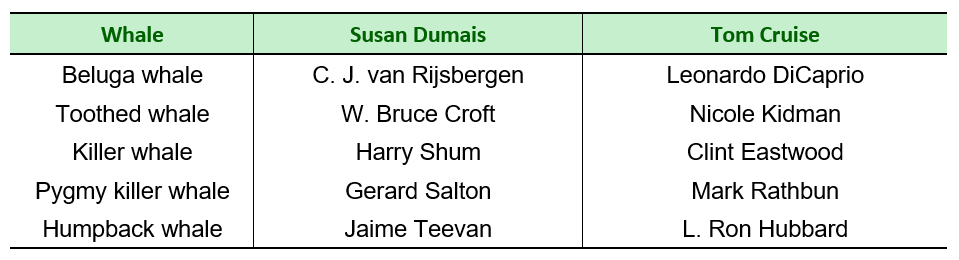 Whale Susan Dumais Tom Cruise
Beluga whale C. J. van Rijsbergen Leonardo DiCaprio
Toothed whale W. Bruce Croft Nicole Kidman
Killer whale Harry Shum Clint Eastwood
Pygmy killer whale Gerard Salton Mark Rathbun
Humpback whale Jaime Teevan L. Ron Hubbard